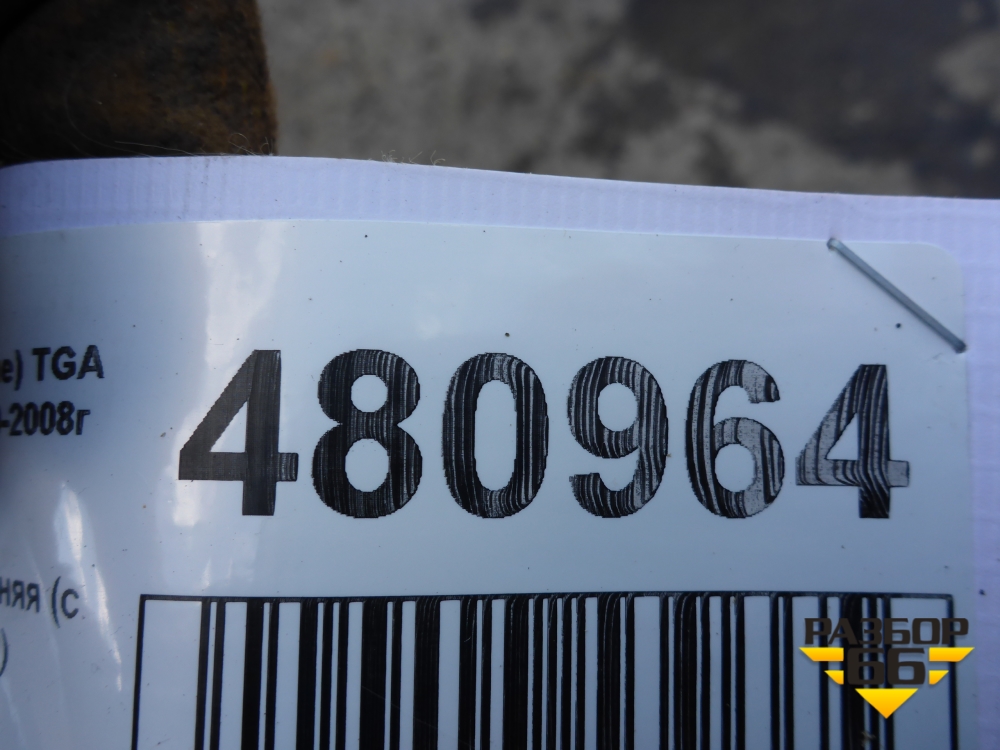 е) TGA
-2008г
480964
няя (с
)
РАЗБОР
66